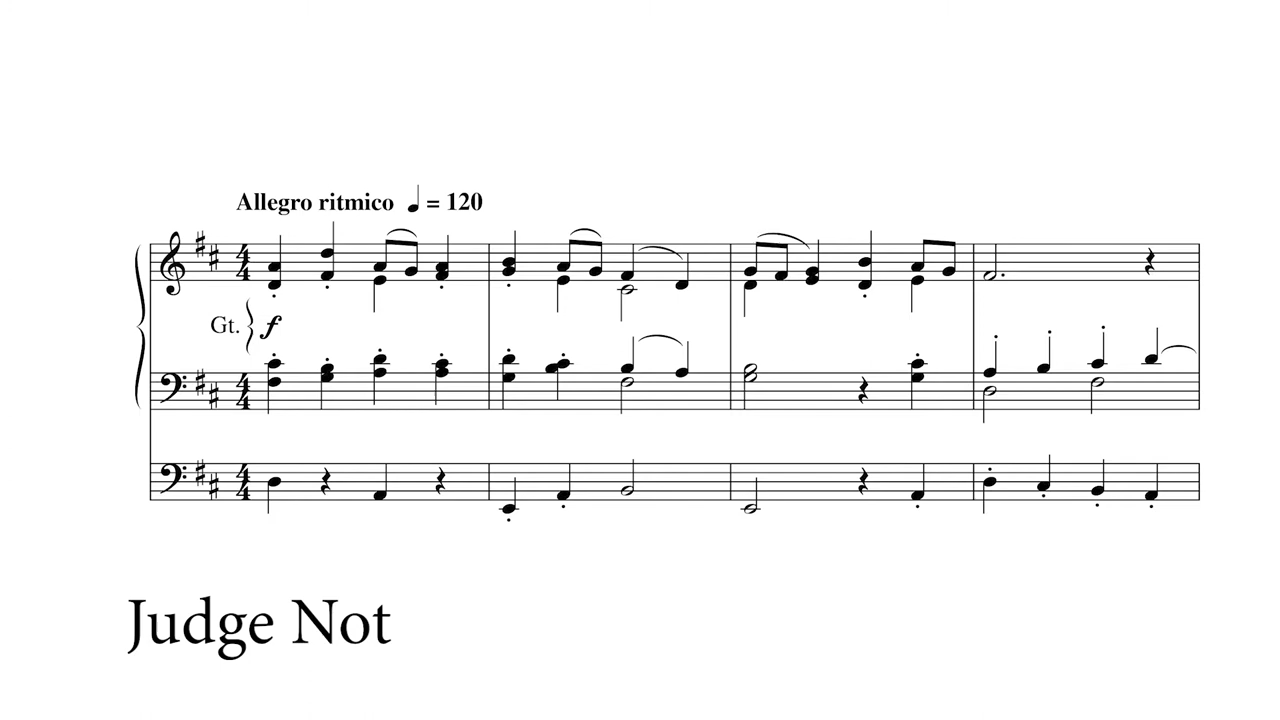 Allegro ritmico ♩ = 120
Gt. f
Judge Not